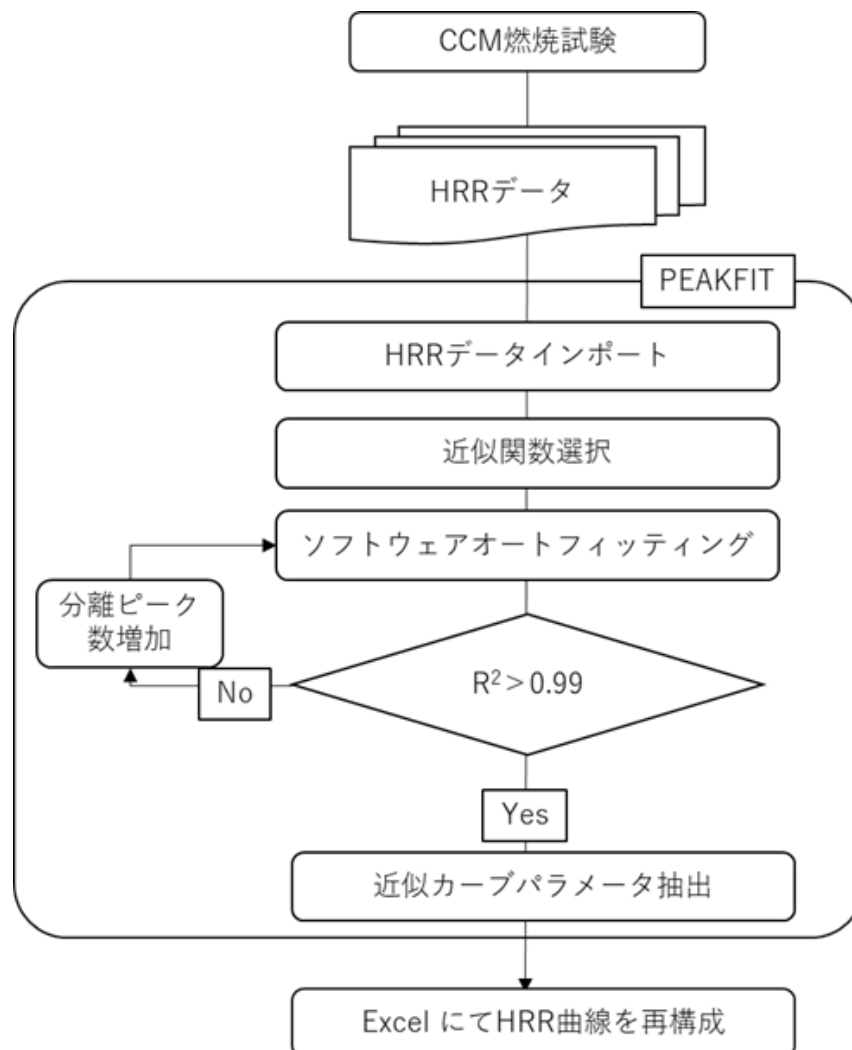 CCM燃焼試験
HRRデータ
PEAKFIT
HRRデータインポート
近似関数選択
ソフトウェアオートフィッティング
分離ピーク
数増加
R²＞0.99
No
Yes
近似カーブパラメータ抽出
Excel にてHRR曲線を再構成